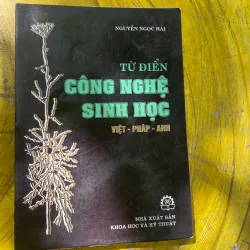 NGUYỄN NGỌC HẢI
TỪ ĐIỂN
CÔNG NGHỆ
SINH HỌC
VIỆT - PHÁP - ANH
NHÀ XUẤT BẢN
KHOA HỌC VÀ KỸ THUẬT